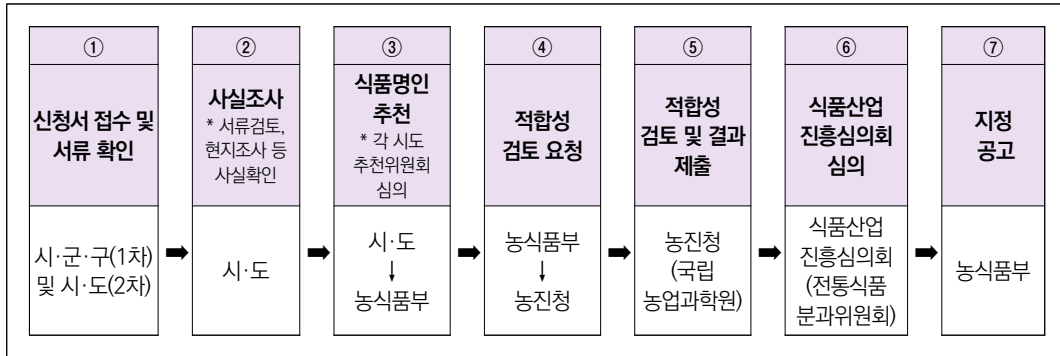 ①
신청서 접수 및
서류 확인
시·군·구(1차)
및 시·도(2차)
➡
②
사실조사
* 서류검토,
현지조사 등
사실확인
시·도
➡
③
식품명인
추천
* 각 시도
추천위원회
심의
시·도
↓
농식품부
➡
④
적합성
검토 요청
농식품부
↓
농진청
➡
⑤
적합성
검토 및 결과
제출
농진청
(국립
농업과학원)
➡
⑥
식품산업
진흥심의회
심의
식품산업
진흥심의회
(전통식품
분과위원회)
➡
⑦
지정
공고
농식품부